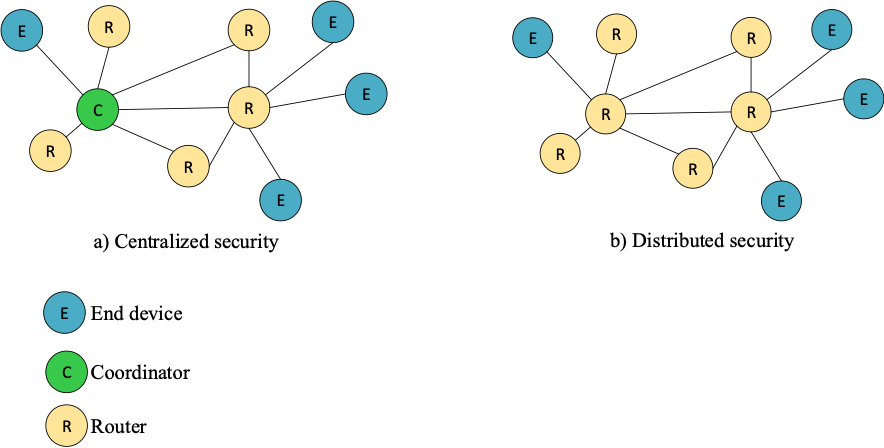 E R R E E R
C R E
R R E R R
E E
a) Centralized security b) Distributed security
E End device
C Coordinator
R Router